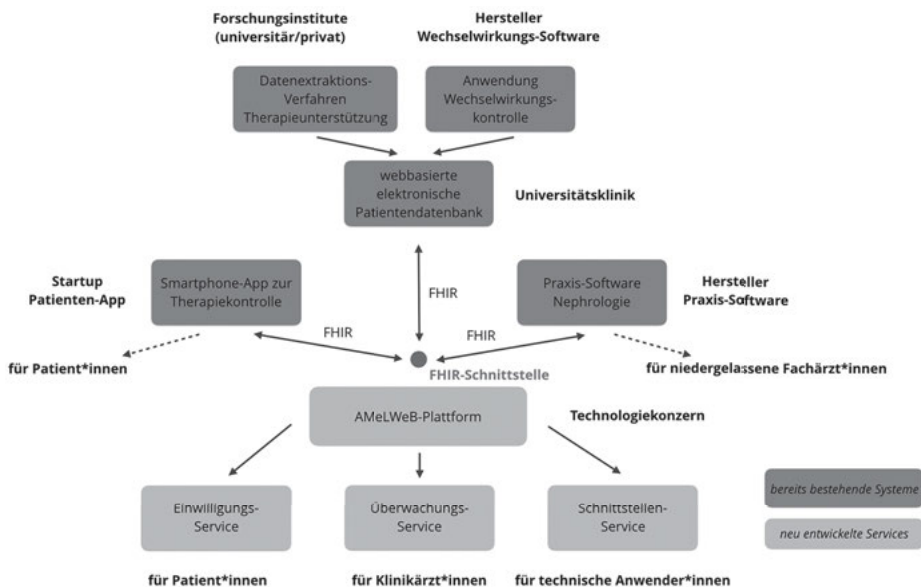 Forschungsinstitute
(universitär/privat)
Hersteller
Wechselwirkungs-Software
Datenextraktions-
Verfahren
Therapieunterstützung
Anwendung
Wechselwirkungs-
kontrolle
webbasierte
elektronische
Patientendatenbank
Universitätsklinik
Startup
Patienten-App
Smartphone-App zur
Therapiekontrolle
FHIR
Praxis-Software
Nephrologie
Hersteller
Praxis-Software
FHIR
FHIR
für Patient*innen
FHIR-Schnittstelle
für niedergelassene Fachärzt*innen
AMeLWeB-Plattform
Technologiekonzern
Einwilligungs-
Service
Überwachungs-
Service
Schnittstellen-
Service
bereits bestehende Systeme
neu entwickelte Services
für Patient*innen
für Klinikärzt*innen
für technische Anwender*innen